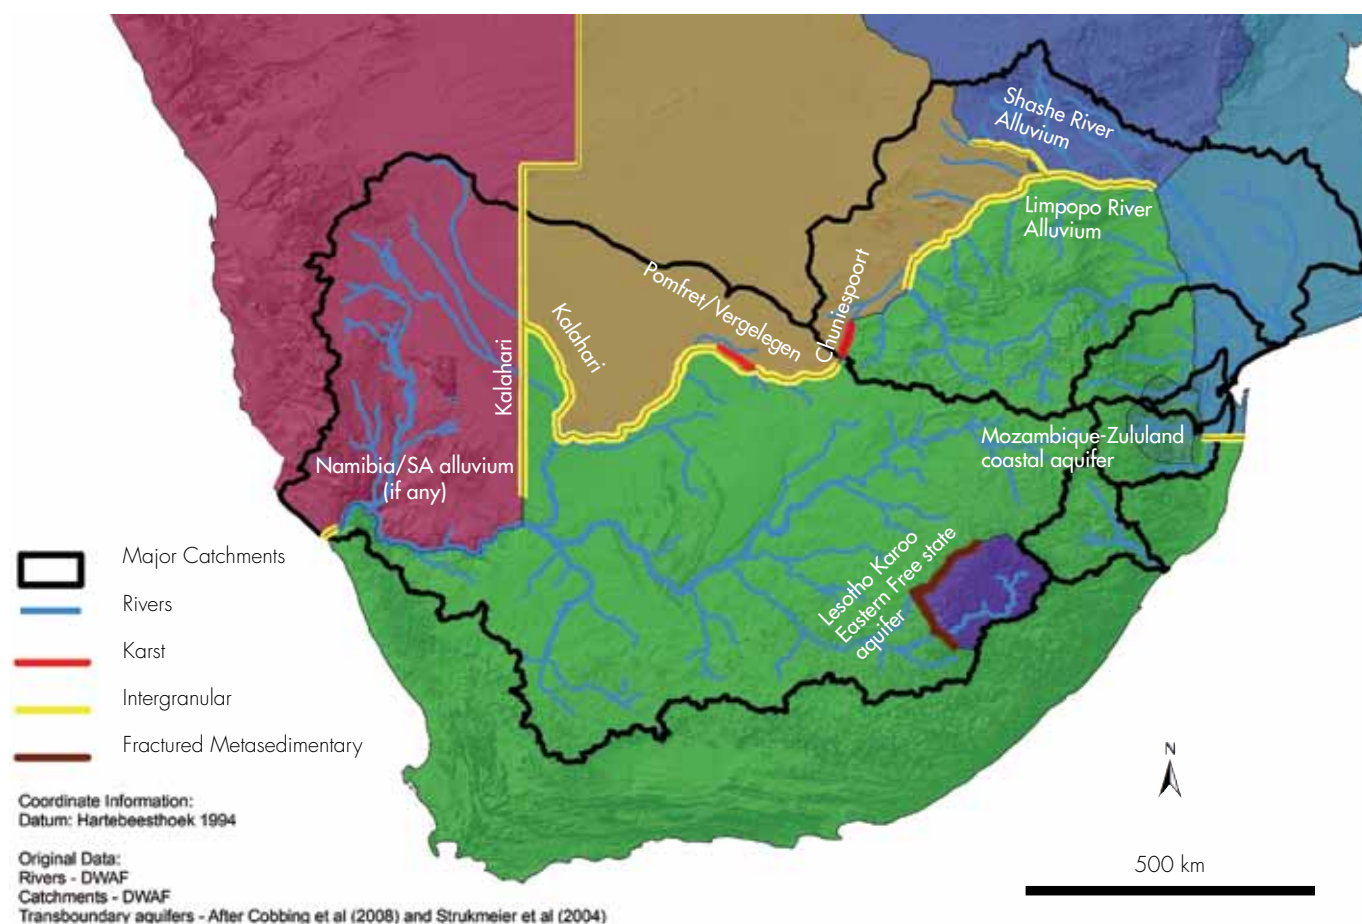 Shashe River
Alluvium
Limpopo River
Alluvium
Chuniespoort
Pomfret/Vergelegen
Kalahari
Kalahari
Mozambique-Zululand
coastal aquifer
Namibia/SA alluvium
(if any)
Lesotho Karoo
Eastern Free state
aquifer
Major Catchments
Rivers
Karst
Intergranular
Fractured Metasedimentary
Coordinate Information:
Datum: Hartebeesthoek 1994
Original Data:
Rivers - DWAF
Catchments - DWAF
Transboundary aquifers - After Cobbing et al (2008) and Strukmeier et al (2004)
N
500 km